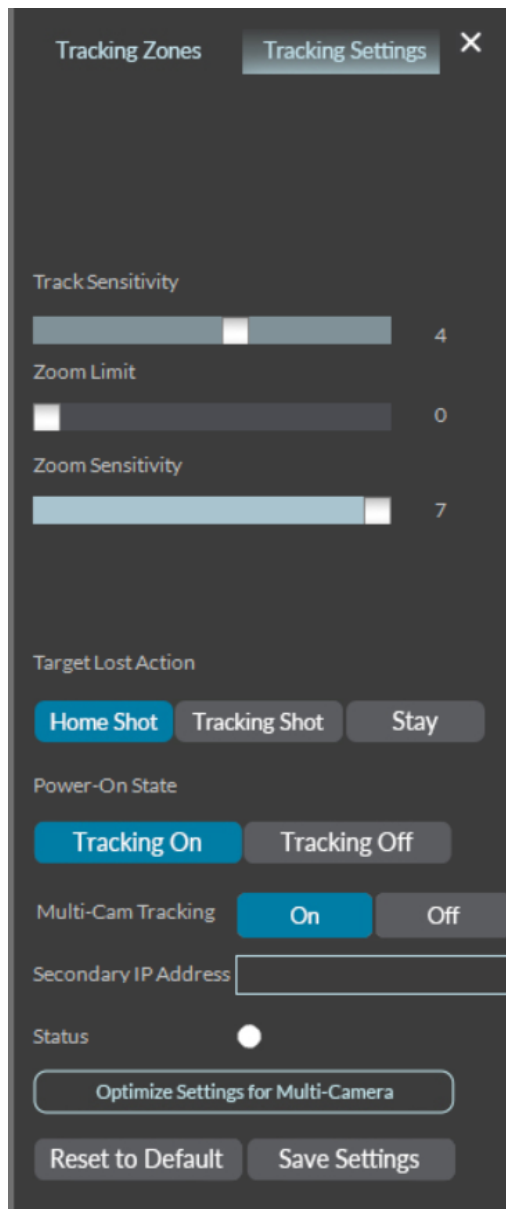 Tracking Zones Tracking Settings ×
Track Sensitivity
4
Zoom Limit
0
Zoom Sensitivity
7
Target Lost Action
Home Shot Tracking Shot Stay
Power-On State
Tracking On Tracking Off
Multi-Cam Tracking On Off
Secondary IP Address
Status
Optimize Settings for Multi-Camera
Reset to Default Save Settings